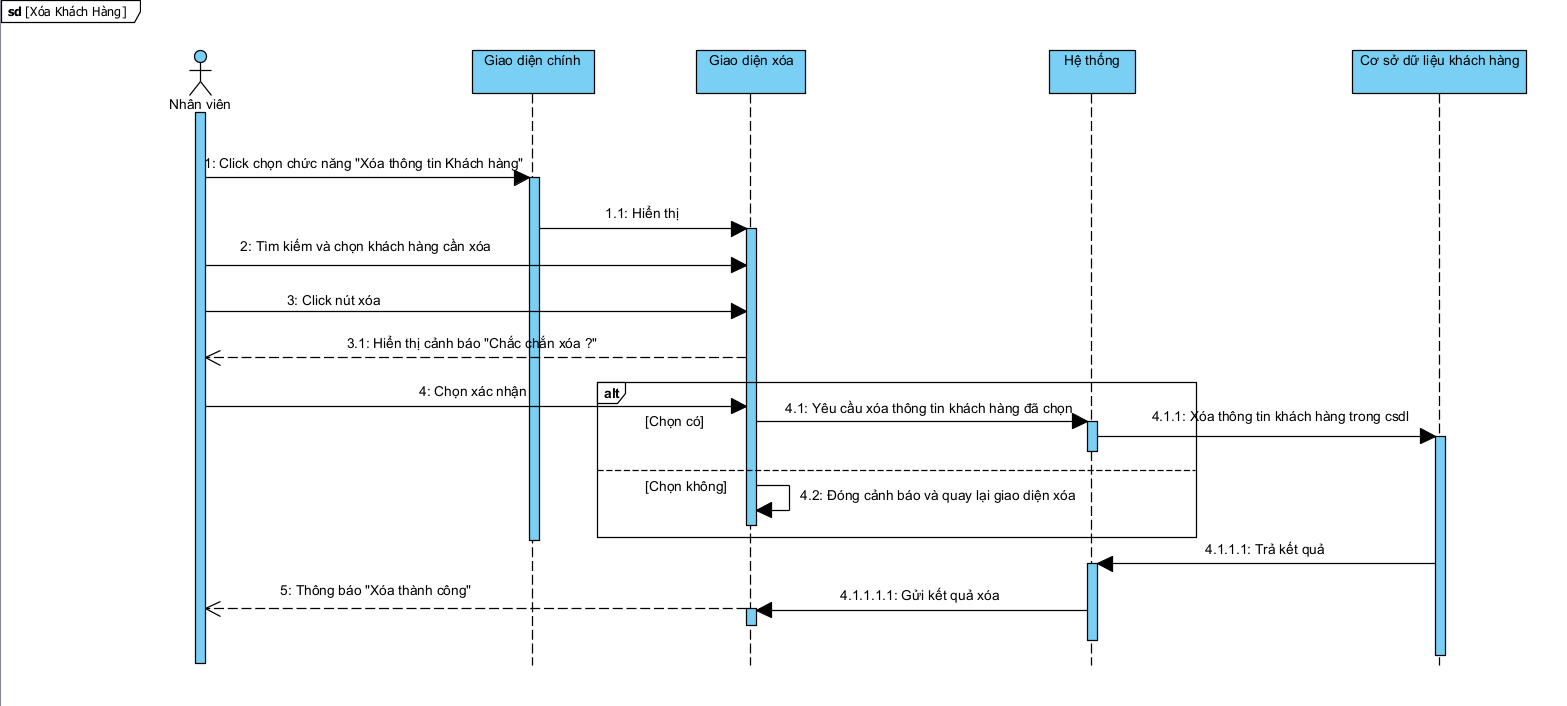 sd [Xóa Khách Hàng]
Nhân viên
Giao diện chính
Giao diện xóa
Hệ thống
Cơ sở dữ liệu khách hàng
1: Click chọn chức năng "Xóa thông tin Khách hàng"
1.1: Hiển thị
2: Tìm kiếm và chọn khách hàng cần xóa
3: Click nút xóa
3.1: Hiển thị cảnh báo "Chắc chắn xóa ?"
4: Chọn xác nhận
alt
[Chọn có]
4.1: Yêu cầu xóa thông tin khách hàng đã chọn
4.1.1: Xóa thông tin khách hàng trong csdl
[Chọn không]
4.2: Đóng cảnh báo và quay lại giao diện xóa
4.1.1.1: Trả kết quả
5: Thông báo "Xóa thành công"
4.1.1.1.1: Gửi kết quả xóa